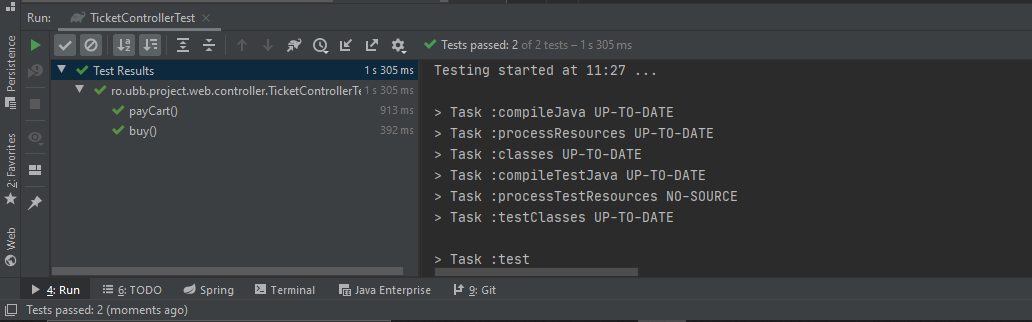 Run: TicketControllerTest ×
Tests passed: 2 of 2 tests – 1 s 305 ms
Test Results 1 s 305 ms
ro.ubb.project.web.controller.TicketControllerTe 1 s 305 ms
payCart() 913 ms
buy() 392 ms
Testing started at 11:27 ...
> Task :compileJava UP-TO-DATE
> Task :processResources UP-TO-DATE
> Task :classes UP-TO-DATE
> Task :compileTestJava UP-TO-DATE
> Task :processTestResources NO-SOURCE
> Task :testClasses UP-TO-DATE
> Task :test
Persistence
2: Favorites
Web
4: Run 6: TODO Spring Terminal Java Enterprise 9: Git
Tests passed: 2 (moments ago)